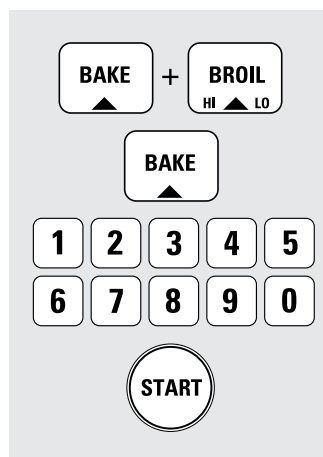 BAKE + BROIL
HI LO
BAKE
1 2 3 4 5
6 7 8 9 0
START